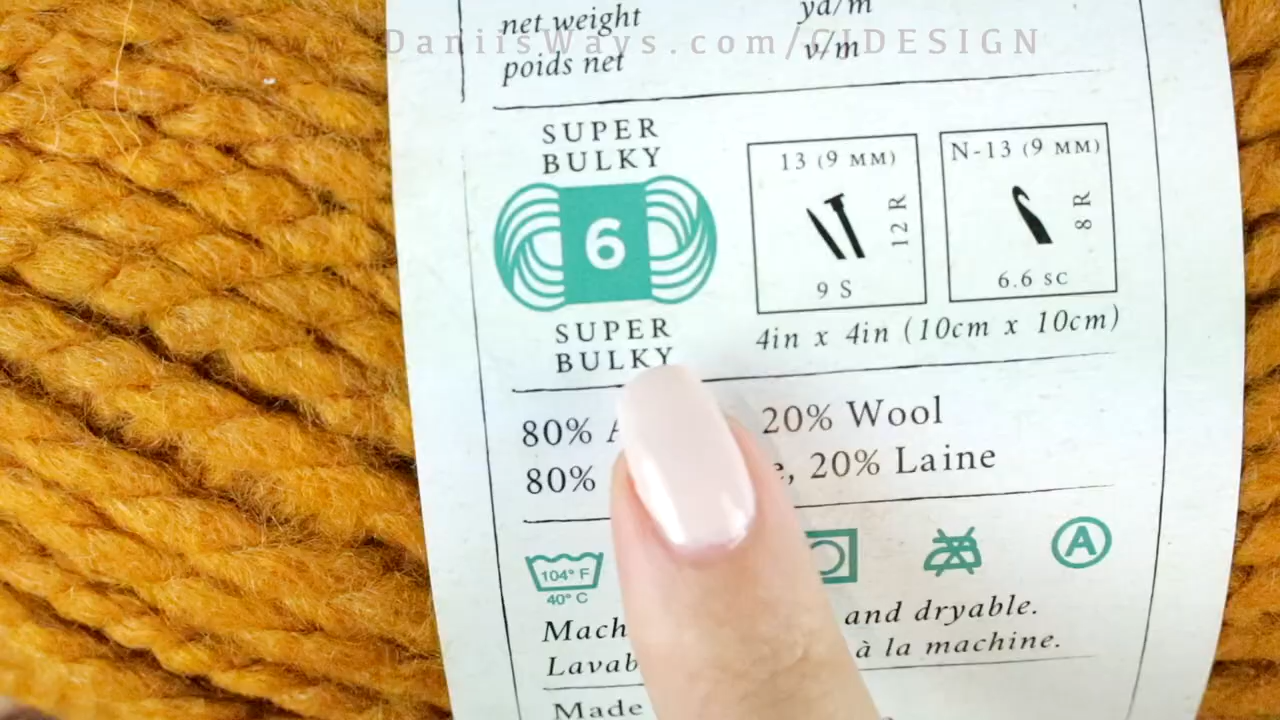 www.DaniisWays.com/CJDESIGN
net weight
poids net
yd/m
v/m
SUPER
BULKY
6
SUPER
BULKY
13 (9 MM)
12 R
9 S
N-13 (9 MM)
8 R
6.6 SC
4in x 4in (10cm x 10cm)
80% 20% Wool
80% 20% Laine
104° F
40° C
A
and dryable.
à la machine.
Made